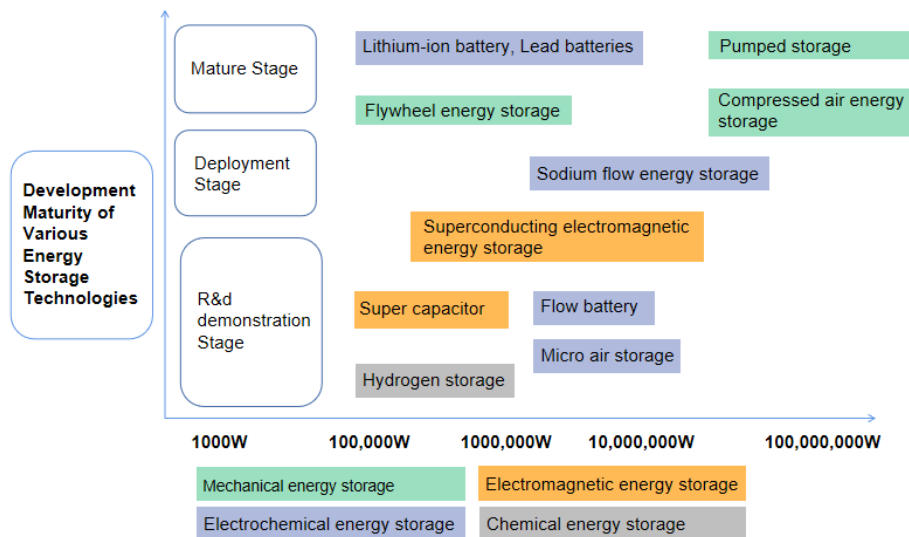 Development
Maturity of
Various
Energy
Storage
Technologies
Mature Stage
Lithium-ion battery, Lead batteries
Pumped storage
Flywheel energy storage
Compressed air energy
storage
Deployment
Stage
Sodium flow energy storage
Superconducting electromagnetic
energy storage
R&d
demonstration
Stage
Super capacitor
Flow battery
Micro air storage
Hydrogen storage
1000W
100,000W
1000,000W
10,000,000W
100,000,000W
Mechanical energy storage
Electromagnetic energy storage
Electrochemical energy storage
Chemical energy storage